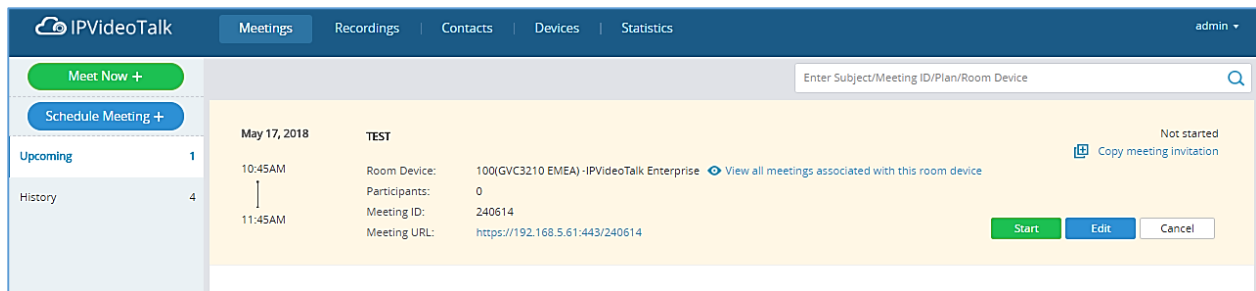 IPVideoTalk Meetings Recordings Contacts Devices Statistics admin
Meet Now +
Enter Subject/Meeting ID/Plan/Room Device
Schedule Meeting +
Upcoming 1
History 4
May 17, 2018 TEST Not started
Copy meeting invitation
10:45AM Room Device: 100(GVC3210 EMEA) -IPVideoTalk Enterprise View all meetings associated with this room device
Participants: 0
11:45AM Meeting ID: 240614
Meeting URL: https://192.168.5.61:443/240614
Start Edit Cancel